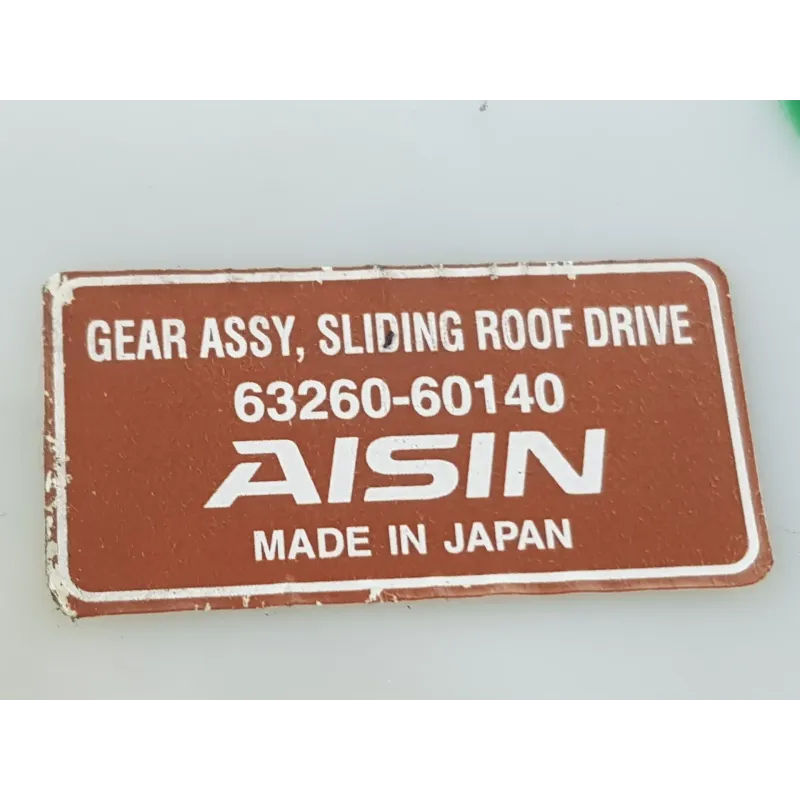 GEAR ASSY, SLIDING ROOF DRIVE
63260-60140
AISIN
MADE IN JAPAN